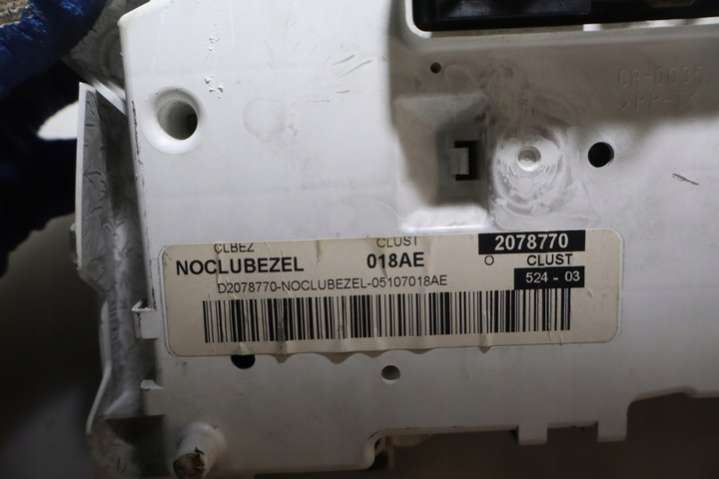 CLBEZ CLUST 2078770
NOCLUBEZEL 018AE O CLUST
D2078770-NOCLUBEZEL-05107018AE 524 - 03